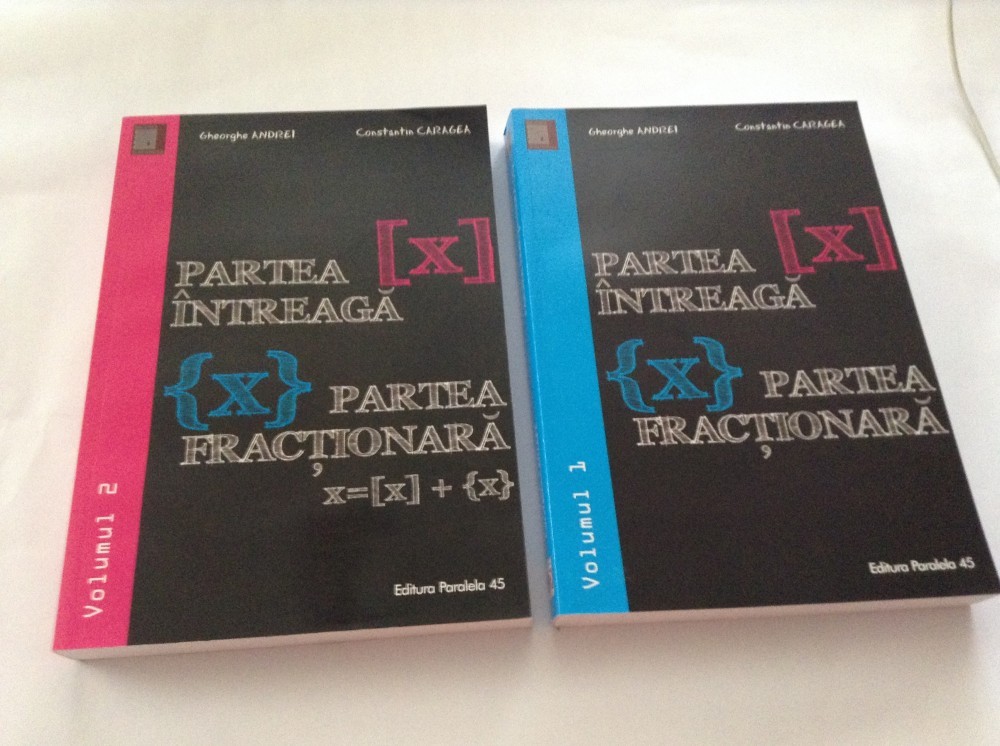 Gheorghe ANDREI Constantin CARAGEA
[x]
PARTEA
ÎNTREAGĂ
{x} PARTEA
FRACȚIONARĂ
x=[x] + {x}
Volumul 2
Editura Paralela 45
Gheorghe ANDREI Constantin CARAGEA
[x]
PARTEA
ÎNTREAGĂ
{x} PARTEA
FRACȚIONARĂ
Volumul 1
Editura Paralela 45